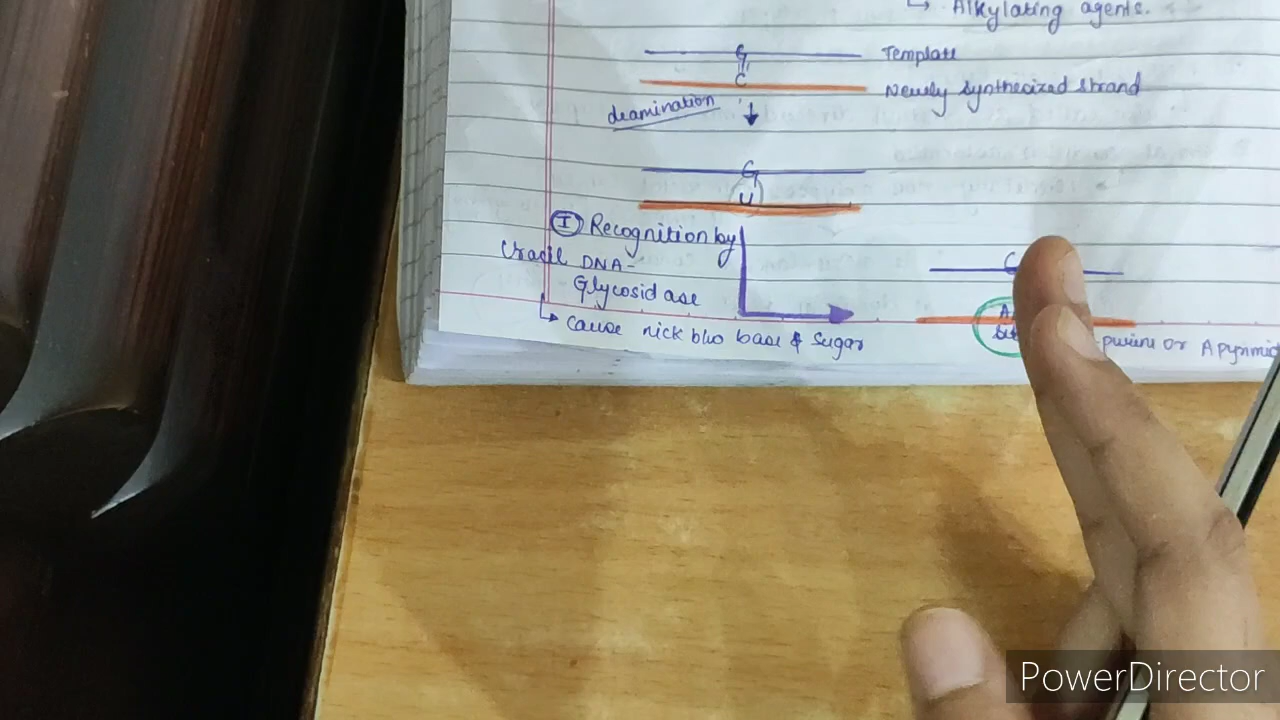 ↳ Alkylating agents.
G Template
C
Newly synthesized strand
deamination ↓
G
U
I Recognition by
Uracil DNA-
Glycosidase
↳ cause nick b/w base & sugar
purine or Apyrimid
PowerDirector